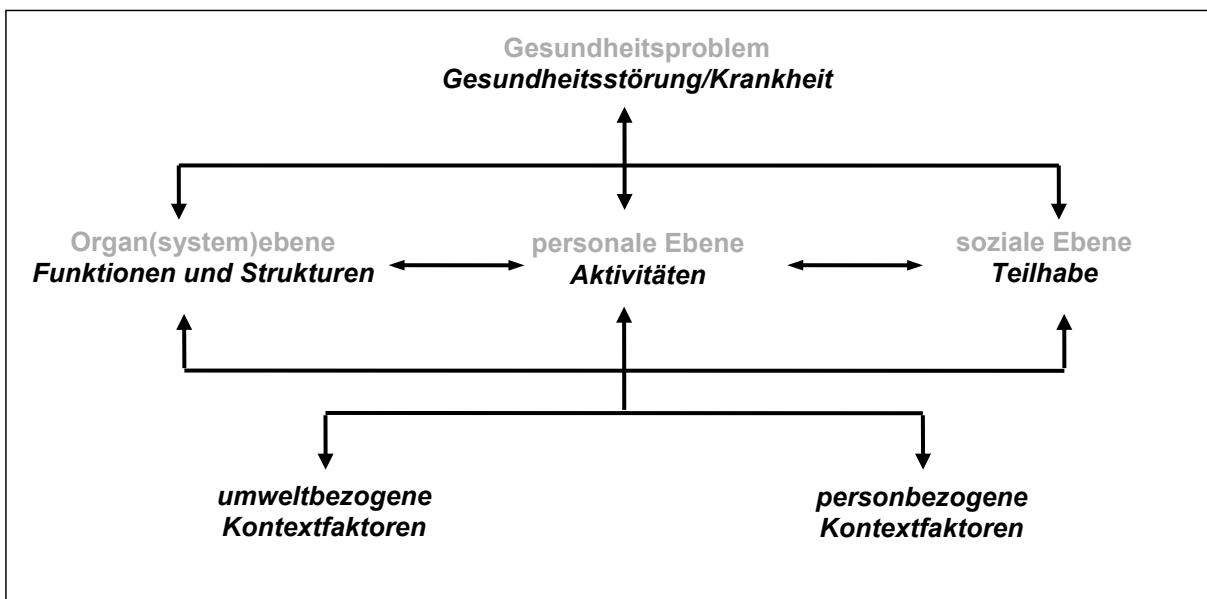 Gesundheitsproblem
Gesundheitsstörung/Krankheit
Organ(system)ebene
Funktionen und Strukturen
personale Ebene
Aktivitäten
soziale Ebene
Teilhabe
umweltbezogene
Kontextfaktoren
personbezogene
Kontextfaktoren